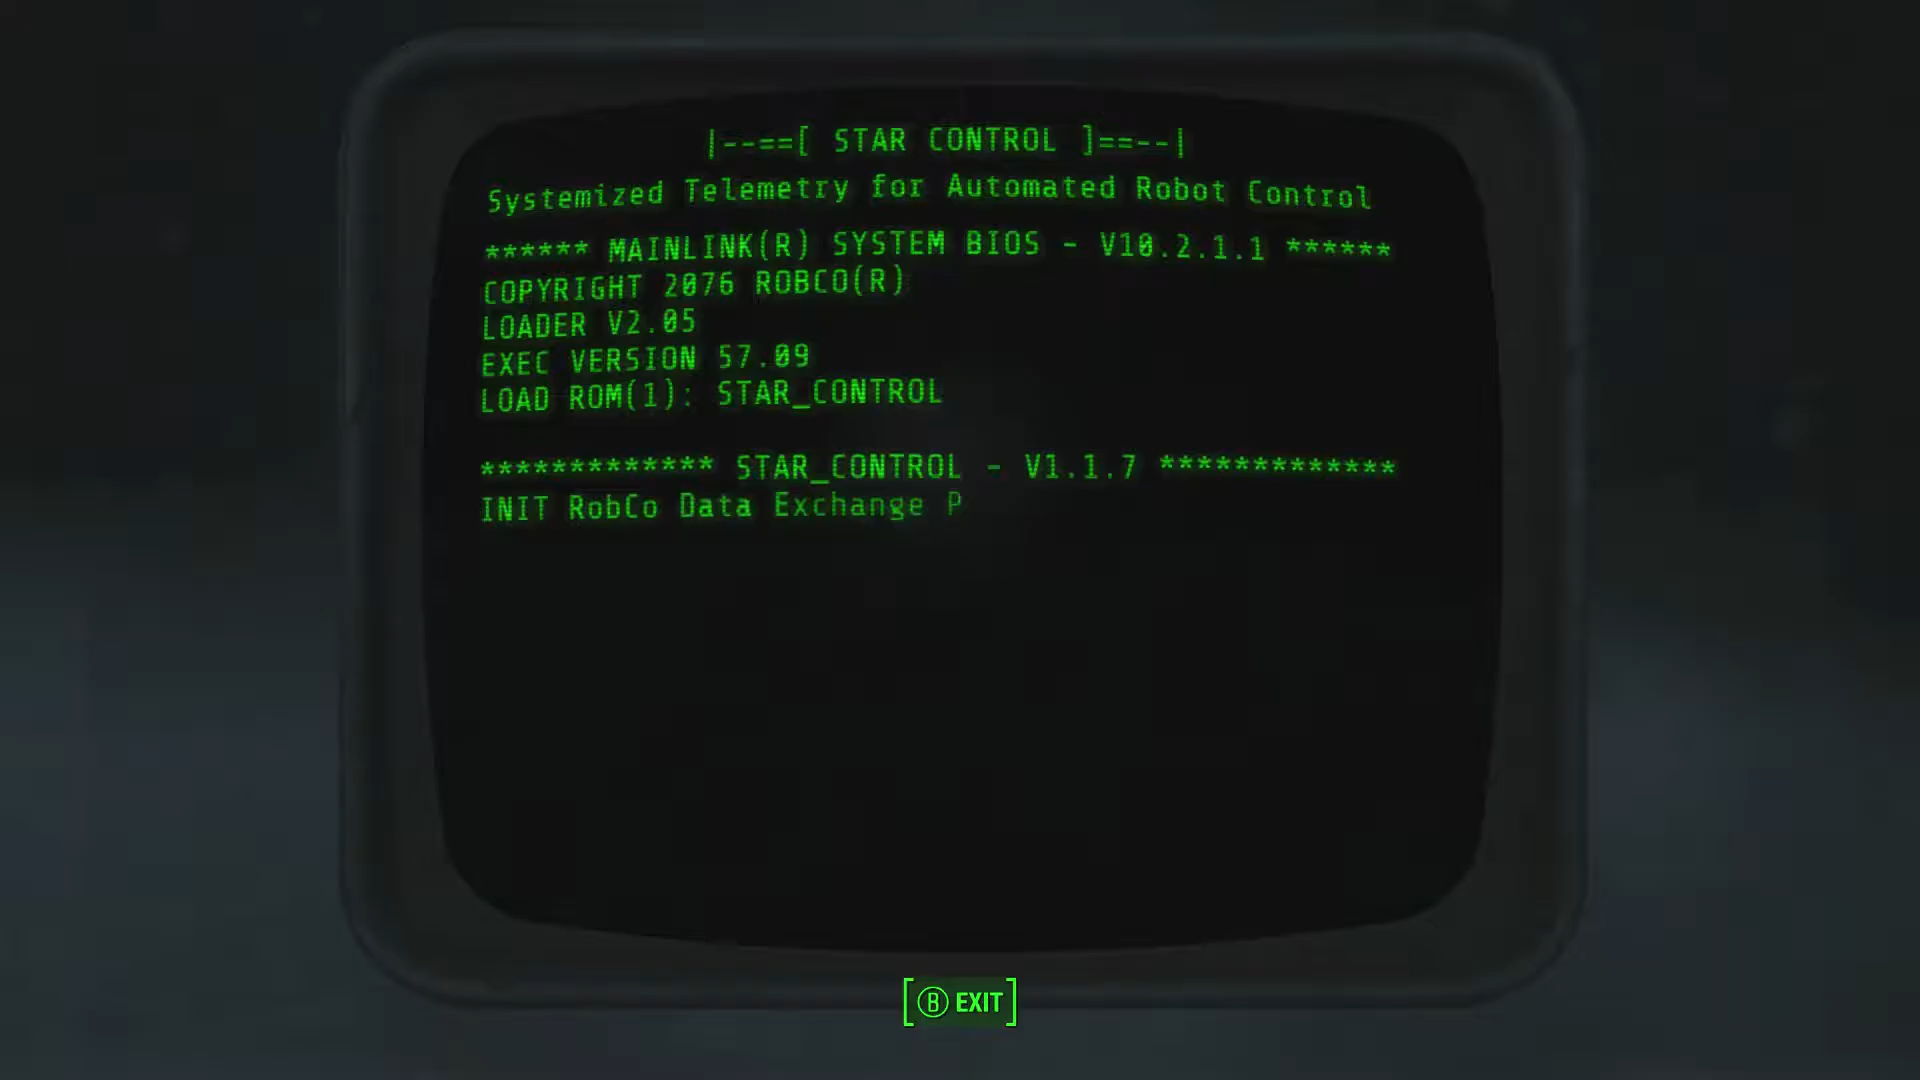 |--==[ STAR CONTROL ]==--|
Systemized Telemetry for Automated Robot Control
****** MAINLINK(R) SYSTEM BIOS - V10.2.1.1 ******
COPYRIGHT 2076 ROBCO(R)
LOADER V2.05
EXEC VERSION 57.09
LOAD ROM(1): STAR_CONTROL
************* STAR_CONTROL - V1.1.7 *************
INIT RobCo Data Exchange P
[Ⓑ EXIT]